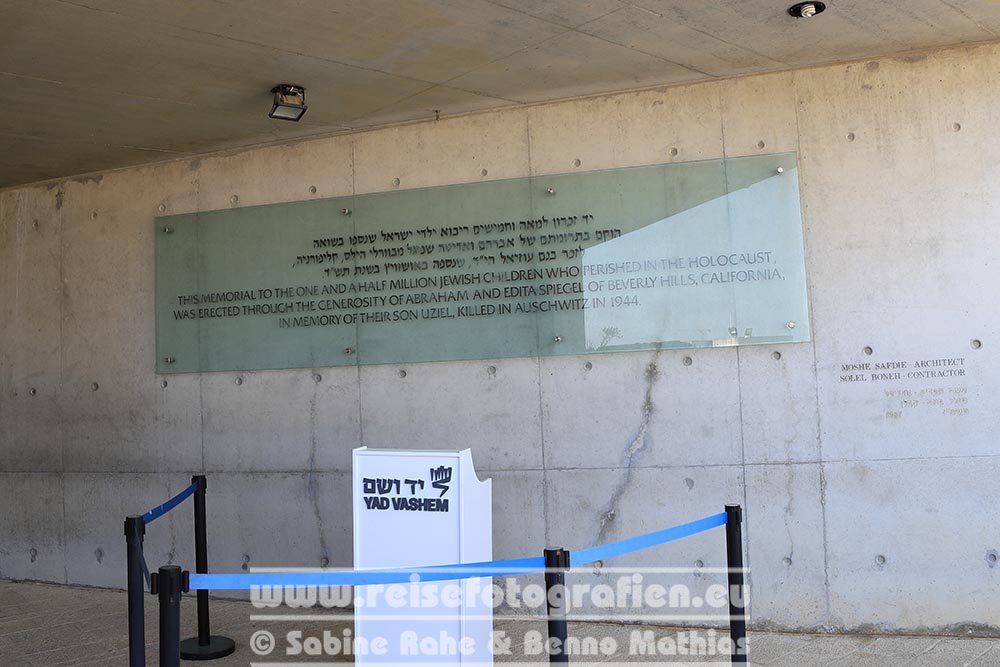 יד זכרון למאה וחמישים ריבוא ילדי ישראל שנספו בשואה
הוקם בתרומתם של אברהם ואדיטה שפיגל מבוורלי הילס, קליפורניה,
לזכר בנם עוזיאל הי"ד, שנספה באושוויץ בשנת תש"ד
THIS MEMORIAL TO THE ONE AND A HALF MILLION JEWISH CHILDREN WHO PERISHED IN THE HOLOCAUST,
WAS ERECTED THROUGH THE GENEROSITY OF ABRAHAM AND EDITA SPIEGEL OF BEVERLY HILLS, CALIFORNIA,
IN MEMORY OF THEIR SON UZIEL, KILLED IN AUSCHWITZ IN 1944.
MOSHE SAFDIE - ARCHITECT
SOLEL BONEH - CONTRACTOR
1987
יד ושם
YAD VASHEM
www.reisefotografien.eu
© Sabine Rahe & Benno Mathias